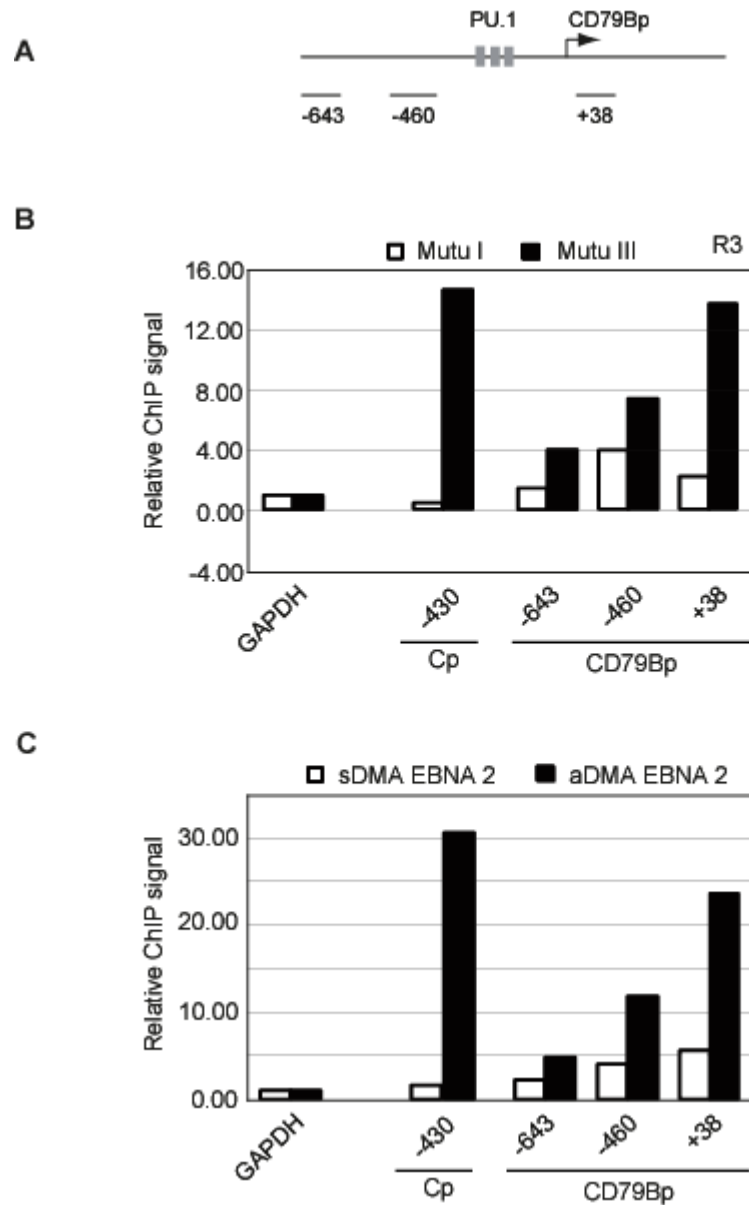 A
PU.1 CD79Bp
-643 -460 +38
B
Mutu I Mutu III R3
Relative ChIP signal
16.00
12.00
8.00
4.00
0.00
-4.00
GAPDH -430 -643 -460 +38
Cp CD79Bp
C
sDMA EBNA 2 aDMA EBNA 2
Relative ChIP signal
30.00
20.00
10.00
0.00
GAPDH -430 -643 -460 +38
Cp CD79Bp